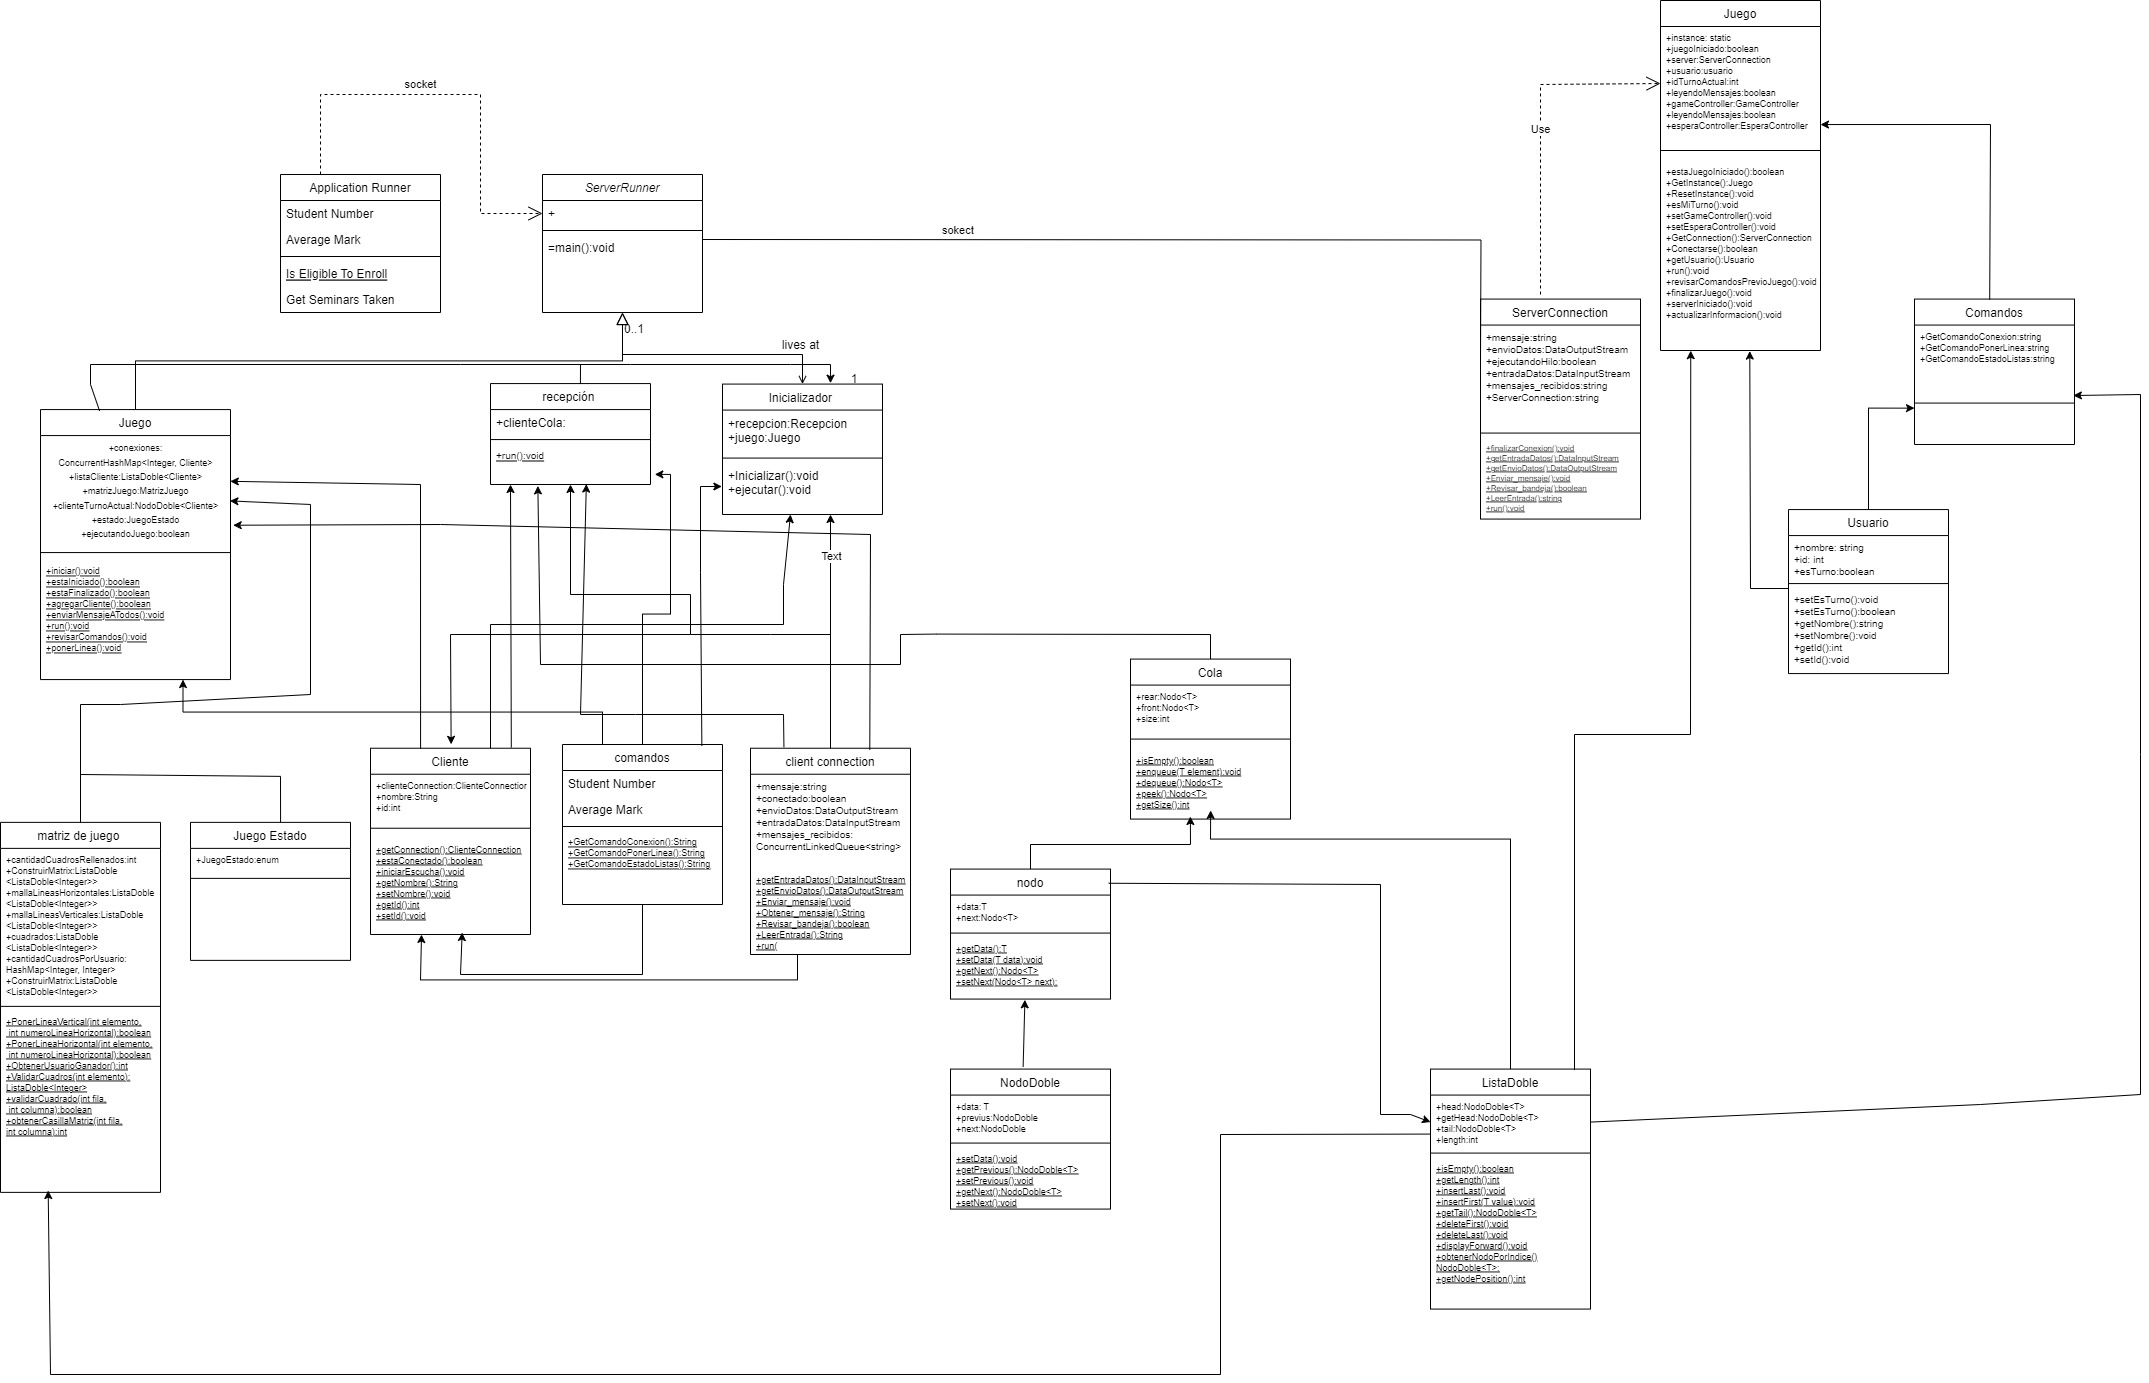 Juego
+instance: static
+juegoIniciado:boolean
+server:ServerConnection
+usuario:usuario
+idTurnoActual:int
+leyendoMensajes:boolean
+gameController:GameController
+leyendoMensajes:boolean
+esperaController:EsperaController
+estaJuegoIniciado():boolean
+GetInstance():Juego
+ResetInstance():void
+esMiTurno():void
+setGameController():void
+setEsperaController():void
+GetConnection():ServerConnection
+Conectarse():boolean
+getUsuario():Usuario
+run():void
+revisarComandosPrevioJuego():void
+finalizarJuego():void
+serverIniciado():void
+actualizarInformacion():void
socket
Use
Application Runner
Student Number
Average Mark
Is Eligible To Enroll
Get Seminars Taken
ServerRunner
+
=main():void
sokect
0..1
lives at
1
ServerConnection
+mensaje:string
+envioDatos:DataOutputStream
+ejecutandoHilo:boolean
+entradaDatos:DataInputStream
+mensajes_recibidos:string
+ServerConnection:string
+finalizarConexion():void
+getEntradaDatos():DataInputStream
+getEnvioDatos():DataOutputStream
+Enviar_mensaje():void
+Revisar_bandeja():boolean
+LeerEntrada():string
+run():void
Comandos
+GetComandoConexion:string
+GetComandoPonerLinea:string
+GetComandoEstadoListas:string
Juego
+conexiones:
ConcurrentHashMap<Integer, Cliente>
+listaCliente:ListaDoble<Cliente>
+matrizJuego:MatrizJuego
+clienteTurnoActual:NodoDoble<Cliente>
+estado:JuegoEstado
+ejecutandoJuego:boolean
+iniciar():void
+estaIniciado():boolean
+estaFinalizado():boolean
+agregarCliente():boolean
+enviarMensajeATodos():void
+run():void
+revisarComandos():void
+ponerLinea():void
recepción
+clienteCola:
+run():void
Inicializador
+recepcion:Recepcion
+juego:Juego
+Inicializar():void
+ejecutar():void
Text
Usuario
+nombre: string
+id: int
+esTurno:boolean
+setEsTurno():void
+setEsTurno():boolean
+getNombre():string
+setNombre():void
+getId():int
+setId():void
Cola
+rear:Nodo<T>
+front:Nodo<T>
+size:int
+isEmpty():boolean
+enqueue(T element):void
+dequeue():Nodo<T>
+peek():Nodo<T>
+getSize():int
Cliente
+clienteConnection:ClienteConnection
+nombre:String
+id:int
+getConnection():ClienteConnection
+estaConectado():boolean
+iniciarEscucha():void
+getNombre():String
+setNombre():void
+getId():int
+setId():void
comandos
Student Number
Average Mark
+GetComandoConexion():String
+GetComandoPonerLinea():String
+GetComandoEstadoListas():String
client connection
+mensaje:string
+conectado:boolean
+envioDatos:DataOutputStream
+entradaDatos:DataInputStream
+mensajes_recibidos:
ConcurrentLinkedQueue<string>
+getEntradaDatos():DataInputStream
+getEnvioDatos():DataOutputStream
+Enviar_mensaje():void
+Obtener_mensaje():String
+Revisar_bandeja():boolean
+LeerEntrada():String
+run(
matriz de juego
+cantidadCuadrosRellenados:int
+ConstruirMatrix:ListaDoble
<ListaDoble<Integer>>
+mallaLineasHorizontales:ListaDoble
<ListaDoble<Integer>>
+mallaLineasVerticales:ListaDoble
<ListaDoble<Integer>>
+cuadrados:ListaDoble
<ListaDoble<Integer>>
+cantidadCuadrosPorUsuario:
HashMap<Integer, Integer>
+ConstruirMatrix:ListaDoble
<ListaDoble<Integer>>
+PonerLineaVertical(int elemento,
int numeroLineaHorizontal):boolean
+PonerLineaHorizontal(int elemento,
int numeroLineaHorizontal):boolean
+ObtenerUsuarioGanador():int
+ValidarCuadros(int elemento):
ListaDoble<Integer>
+validarCuadrado(int fila,
int columna):boolean
+obtenerCasillaMatriz(int fila,
int columna):int
Juego Estado
+JuegoEstado:enum
nodo
+data:T
+next:Nodo<T>
+getData():T
+setData(T data):void
+getNext():Nodo<T>
+setNext(Nodo<T> next):
NodoDoble
+data: T
+previus:NodoDoble
+next:NodoDoble
+setData():void
+getPrevious():NodoDoble<T>
+setPrevious():void
+getNext():NodoDoble<T>
+setNext():void
ListaDoble
+head:NodoDoble<T>
+getHead:NodoDoble<T>
+tail:NodoDoble<T>
+length:int
+isEmpty():boolean
+getLength():int
+insertLast():void
+insertFirst(T value):void
+getTail():NodoDoble<T>
+deleteFirst():void
+deleteLast():void
+displayForward():void
+obtenerNodoPorIndice()
NodoDoble<T>:
+getNodePosition():int